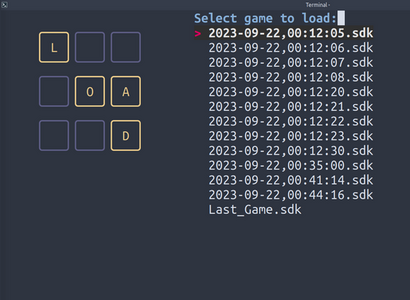 Terminal -
Select game to load:
> 2023-09-22,00:12:05.sdk
2023-09-22,00:12:06.sdk
2023-09-22,00:12:07.sdk
2023-09-22,00:12:08.sdk
2023-09-22,00:12:20.sdk
2023-09-22,00:12:21.sdk
2023-09-22,00:12:22.sdk
2023-09-22,00:12:23.sdk
2023-09-22,00:12:30.sdk
2023-09-22,00:35:00.sdk
2023-09-22,00:41:14.sdk
2023-09-22,00:44:16.sdk
Last_Game.sdk
L
O A
D